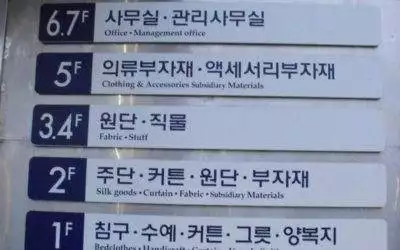 6.7F 사무실·관리사무실
Office • Management office
5F 의류부자재·액세서리부자재
Clothing & Accessories Subsidiary Materials
3.4F 원단·직물
Fabric • Stuff
2F 주단·커튼·원단·부자재
Silk goods • Curtain • Fabric • Subsidiary Materials
1F 침구·수예·커튼·그릇·양복지
Bedclothes • Handicraft • Curtain •